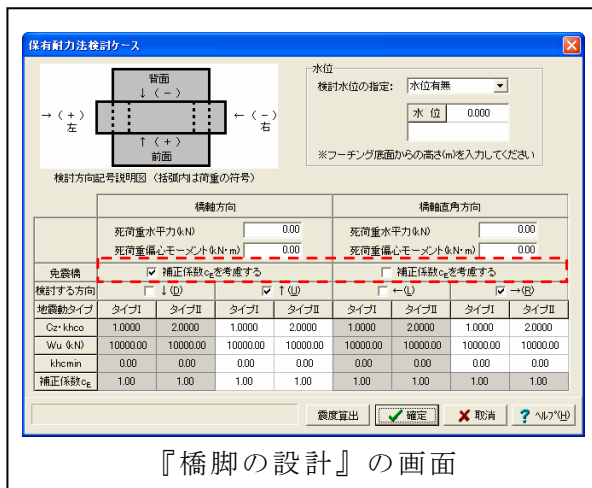 保有耐力法検討ケース
背面
↓ ( - )
→ ( + )
左
← ( - )
右
↑ ( + )
前面
検討方向記号説明図 (括弧内は荷重の符号)
水位
検討水位の指定: 水位有無
水 位 0.000
※フーチング底面からの高さ(m)を入力してください
橋軸方向 橋軸直角方向
死荷重水平力(kN) 0.00 死荷重水平力(kN) 0.00
死荷重偏心モーメント(kN・m) 0.00 死荷重偏心モーメント(kN・m) 0.00
免震橋 補正係数cEを考慮する 補正係数cEを考慮する
検討する方向 ↓(D) ↑(U) ←(L) →(R)
地震動タイプ タイプI タイプII タイプI タイプII タイプI タイプII タイプI タイプII
Cz・khco 1.0000 2.0000 1.0000 2.0000 1.0000 2.0000 1.0000 2.0000
Wu (kN) 10000.00 10000.00 10000.00 10000.00 10000.00 10000.00 10000.00 10000.00
khcmin 0.00 0.00 0.00 0.00 0.00 0.00 0.00 0.00
補正係数cE 1.00 1.00 1.00 1.00 1.00 1.00 1.00 1.00
震度算出 確定 取消 ? ヘルプ(H)
『橋脚の設計』の画面